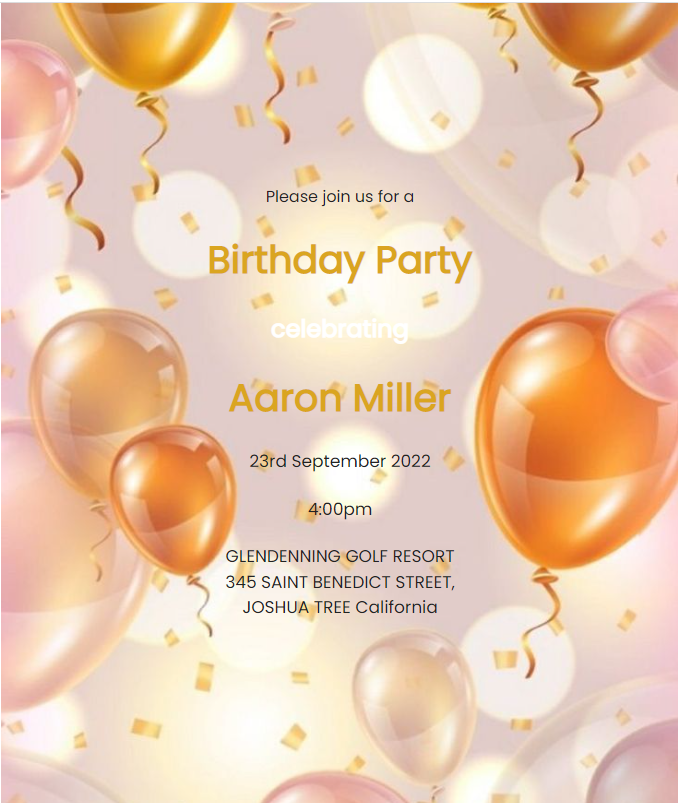 Please join us for a
Birthday Party
celebrating
Aaron Miller
23rd September 2022
4:00pm
GLENDENNING GOLF RESORT
345 SAINT BENEDICT STREET,
JOSHUA TREE California